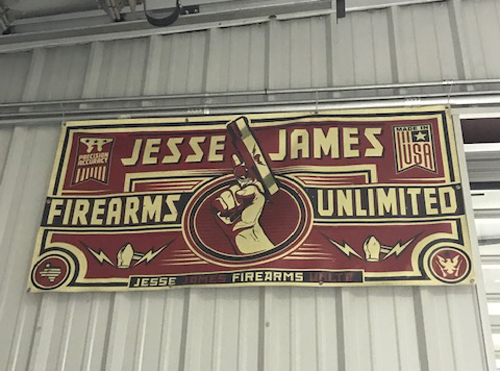 JESSE JAMES
MADE IN
USA
PRECISION
ACCURACY
FIREARMS UNLIMITED
JESSE JAMES FIREARMS